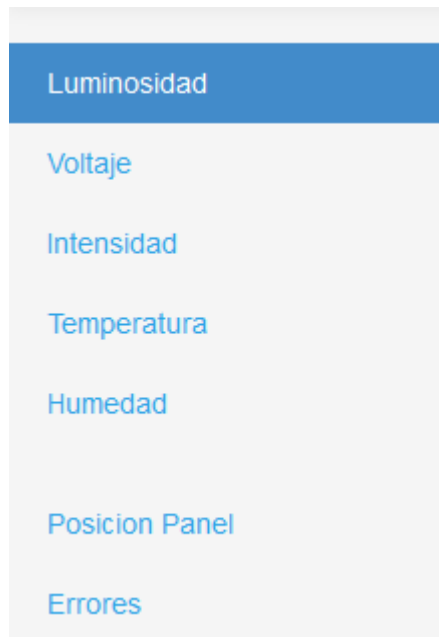 Luminosidad
Voltaje
Intensidad
Temperatura
Humedad
Posicion Panel
Errores